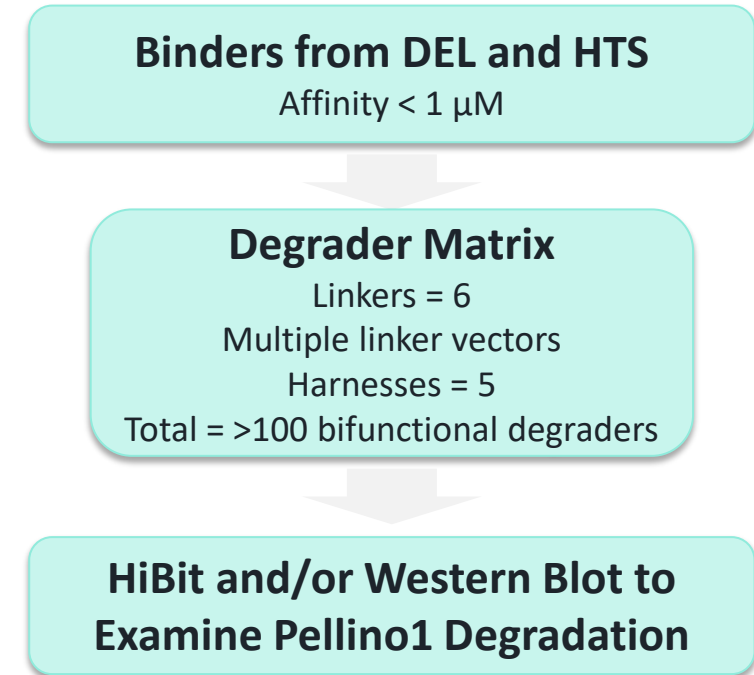 Binders from DEL and HTS
Affinity < 1 μM
Degrader Matrix
Linkers = 6
Multiple linker vectors
Harnesses = 5
Total = >100 bifunctional degraders
HiBit and/or Western Blot to
Examine Pellino1 Degradation